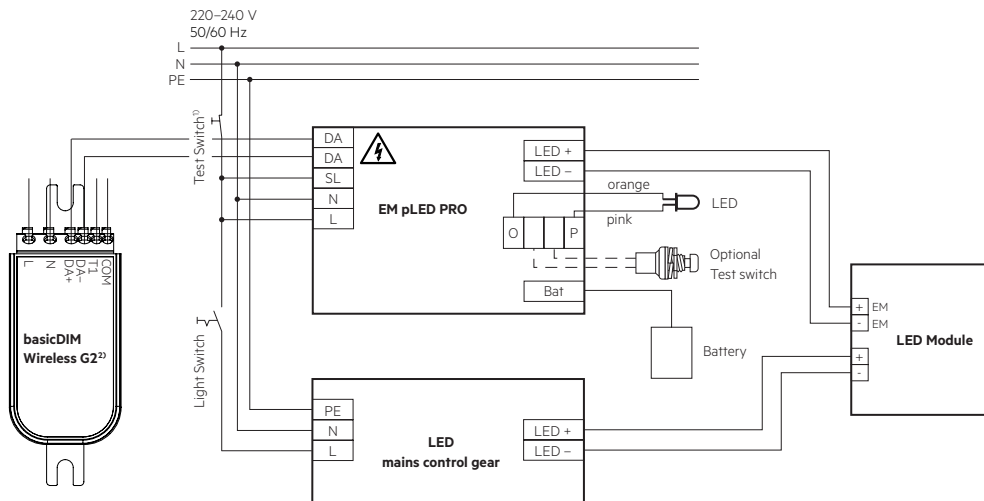 220–240 V
50/60 Hz
L
N
PE
Test Switch¹⁾
DA
DA
SL
N
L
EM pLED PRO
LED +
LED –
orange
LED
pink
O
P
Optional
Test switch
Bat
Battery
L
N
DA+
DA–
T1
COM
basicDIM
Wireless G2²⁾
Light Switch
+ EM
- EM
+
-
LED Module
PE
N
L
LED
mains control gear
LED +
LED –